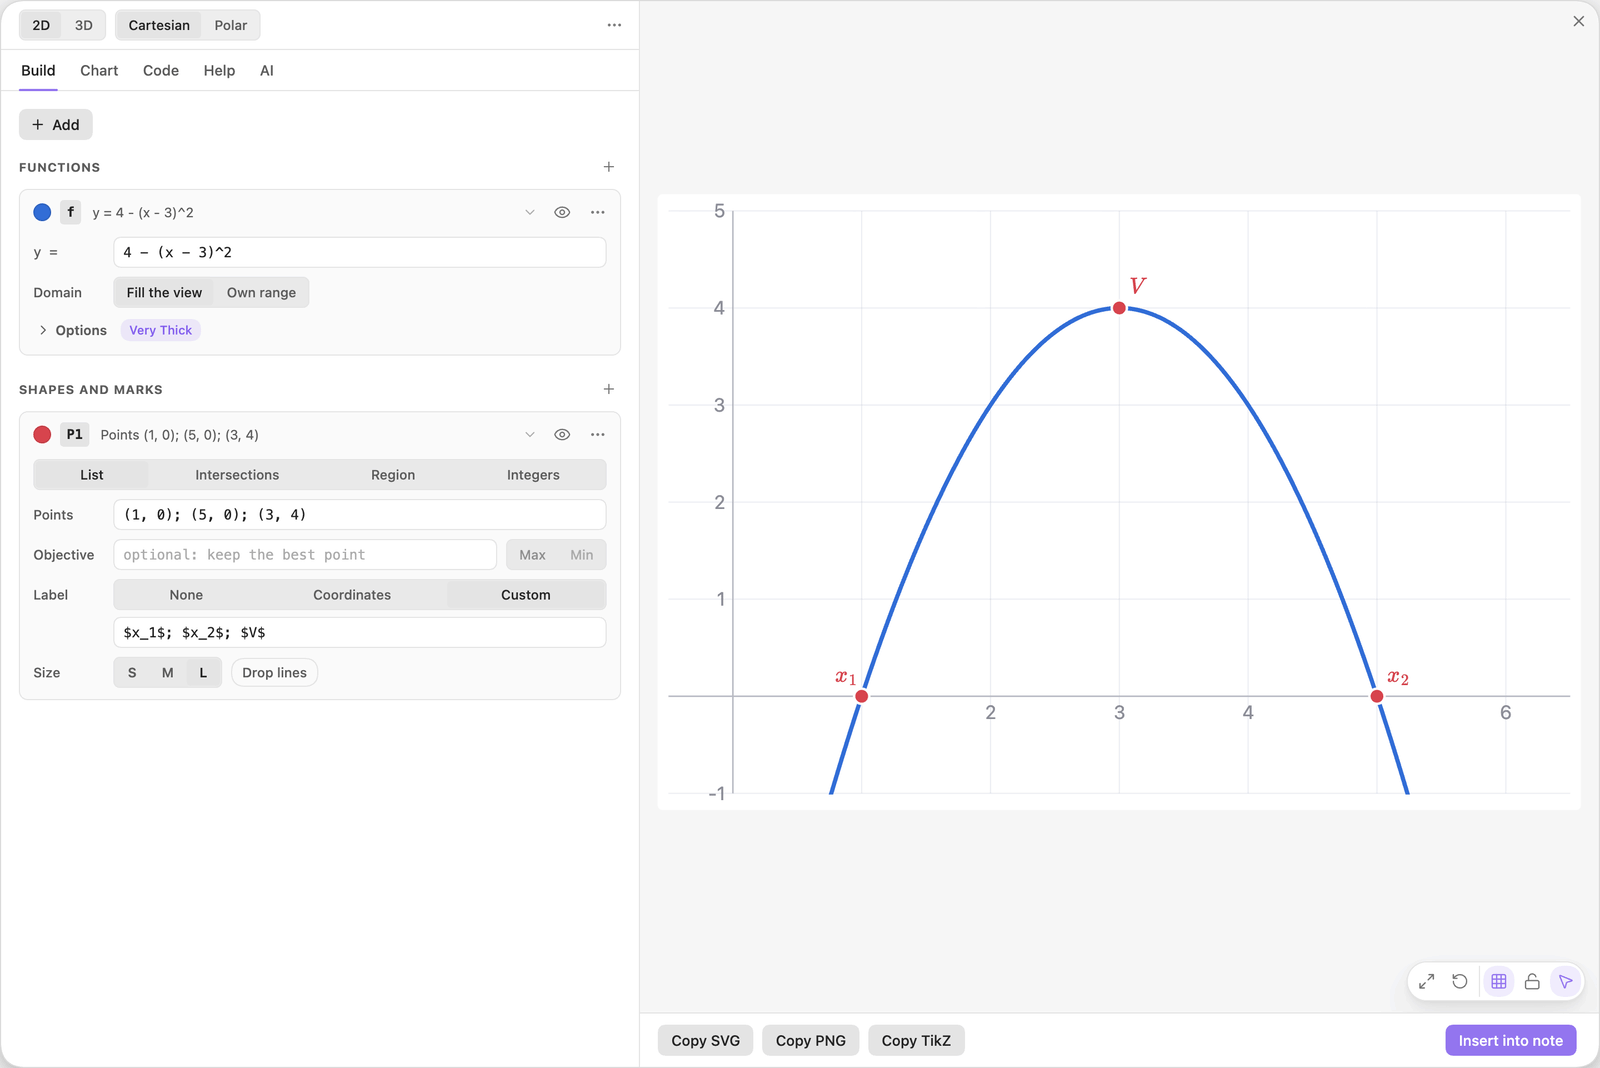 2D 3D Cartesian Polar
Build Chart Code Help AI
+ Add
FUNCTIONS
f y = 4 - (x - 3)^2
y = 4 – (x – 3)^2
Domain Fill the view Own range
Options Very Thick
SHAPES AND MARKS
P1 Points (1, 0); (5, 0); (3, 4)
List Intersections Region Integers
Points (1, 0); (5, 0); (3, 4)
Objective optional: keep the best point Max Min
Label None Coordinates Custom
$x_1$; $x_2$; $V$
Size S M L Drop lines
5
V
4
3
2
1
x₁ x₂
2 3 4 6
-1
Copy SVG Copy PNG Copy TikZ Insert into note